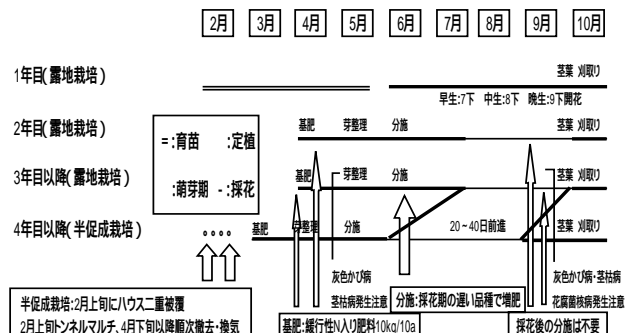 2月 3月 4月 5月 6月 7月 8月 9月 10月
1年目(露地栽培)
茎葉 刈取り
早生:7下 中生:8下 晩生:9下開花
2年目(露地栽培)
基肥 芽整理 分施 茎葉 刈取り
=:育苗 :定植
:萌芽期 -:採花
3年目以降(露地栽培)
基肥 芽整理 分施 茎葉 刈取り
4年目以降(半促成栽培)
基肥 芽整理 分施 20~40日前進 茎葉 刈取り
灰色かび病
茎枯病発生注意
灰色かび病・茎枯病
花腐菌核病発生注意
半促成栽培:2月上旬にハウス二重被覆
2月上旬トンネルマルチ、4月下旬以降順次撤去・換気
分施:採花期の遅い品種で増肥
基肥:緩行性N入り肥料10kg/10a
採花後の分施は不要